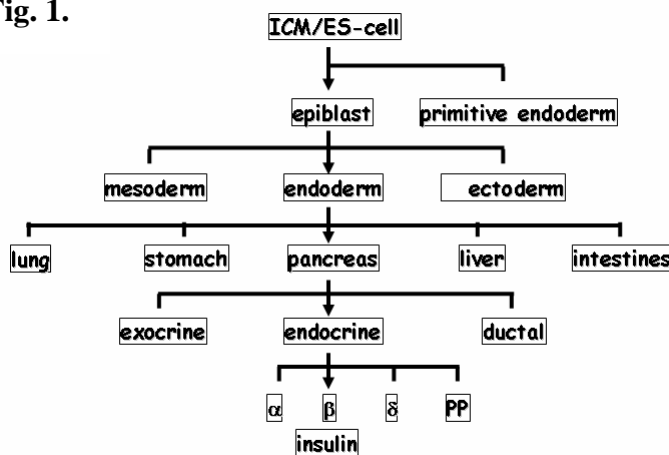 Fig. 1.
ICM/ES-cell
epiblast primitive endoderm
mesoderm endoderm ectoderm
lung stomach pancreas liver intestines
exocrine endocrine ductal
α β δ PP
insulin